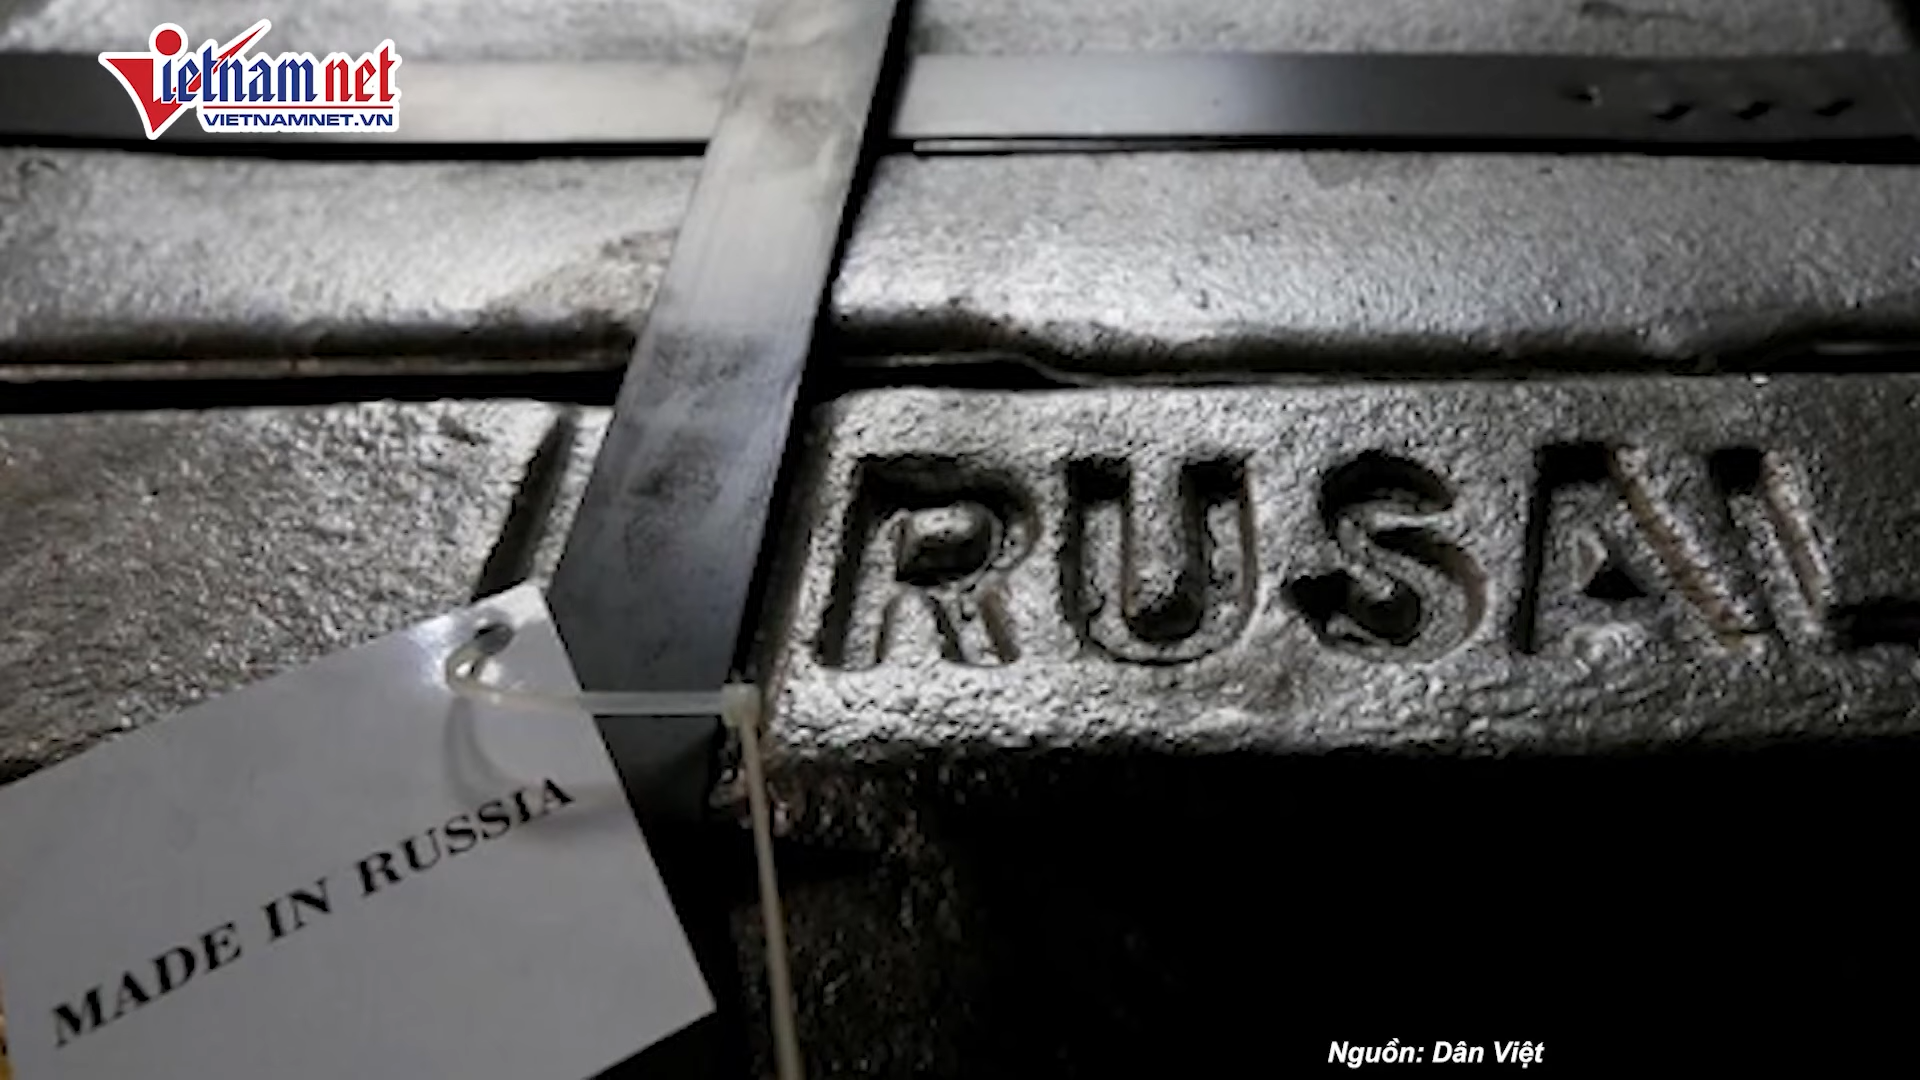 Vietnamnet
VIETNAMNET.VN
RUSAL
MADE IN RUSSIA
Nguồn: Dân Việt